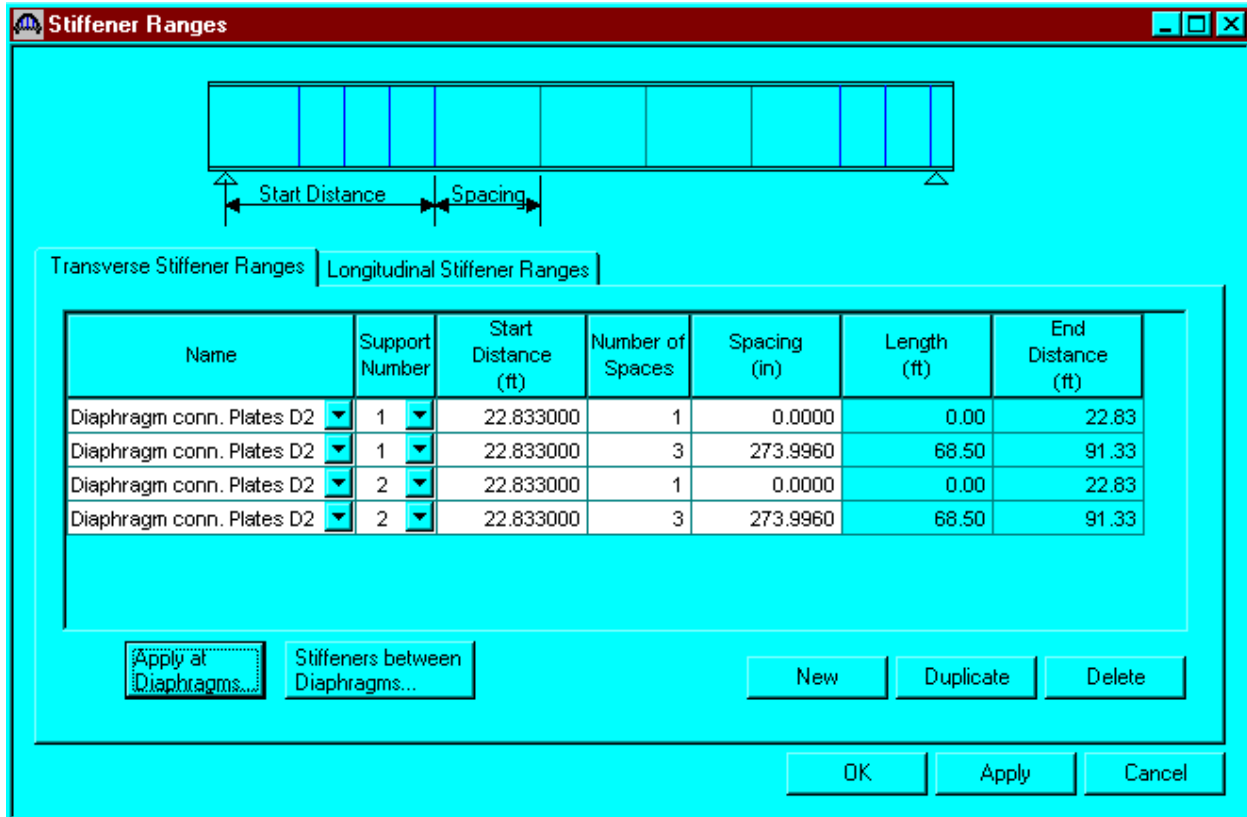 Stiffener Ranges
Start Distance
Spacing
Transverse Stiffener Ranges
Longitudinal Stiffener Ranges
Name
Support
Number
Start
Distance
(ft)
Number of
Spaces
Spacing
(in)
Length
(ft)
End
Distance
(ft)
Diaphragm conn. Plates D2 1 22.833000 1 0.0000 0.00 22.83
Diaphragm conn. Plates D2 1 22.833000 3 273.9960 68.50 91.33
Diaphragm conn. Plates D2 2 22.833000 1 0.0000 0.00 22.83
Diaphragm conn. Plates D2 2 22.833000 3 273.9960 68.50 91.33
Apply at
Diaphragms...
Stiffeners between
Diaphragms...
New
Duplicate
Delete
OK
Apply
Cancel